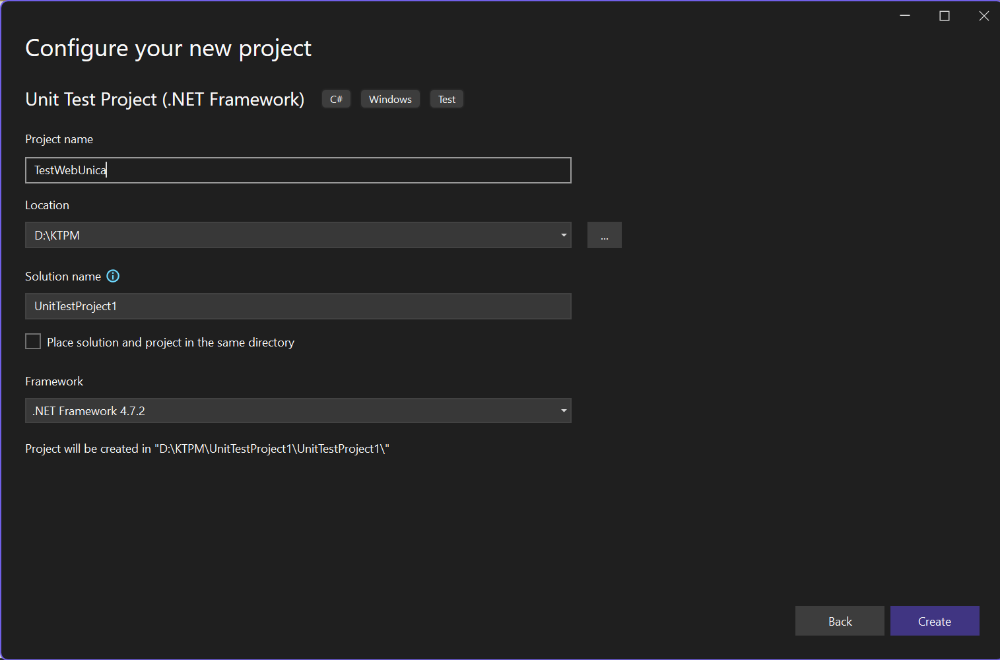 Configure your new project
Unit Test Project (.NET Framework) C# Windows Test
Project name
TestWebUnica
Location
D:\KTPM
...
Solution name
UnitTestProject1
Place solution and project in the same directory
Framework
.NET Framework 4.7.2
Project will be created in "D:\KTPM\UnitTestProject1\UnitTestProject1\"
Back Create